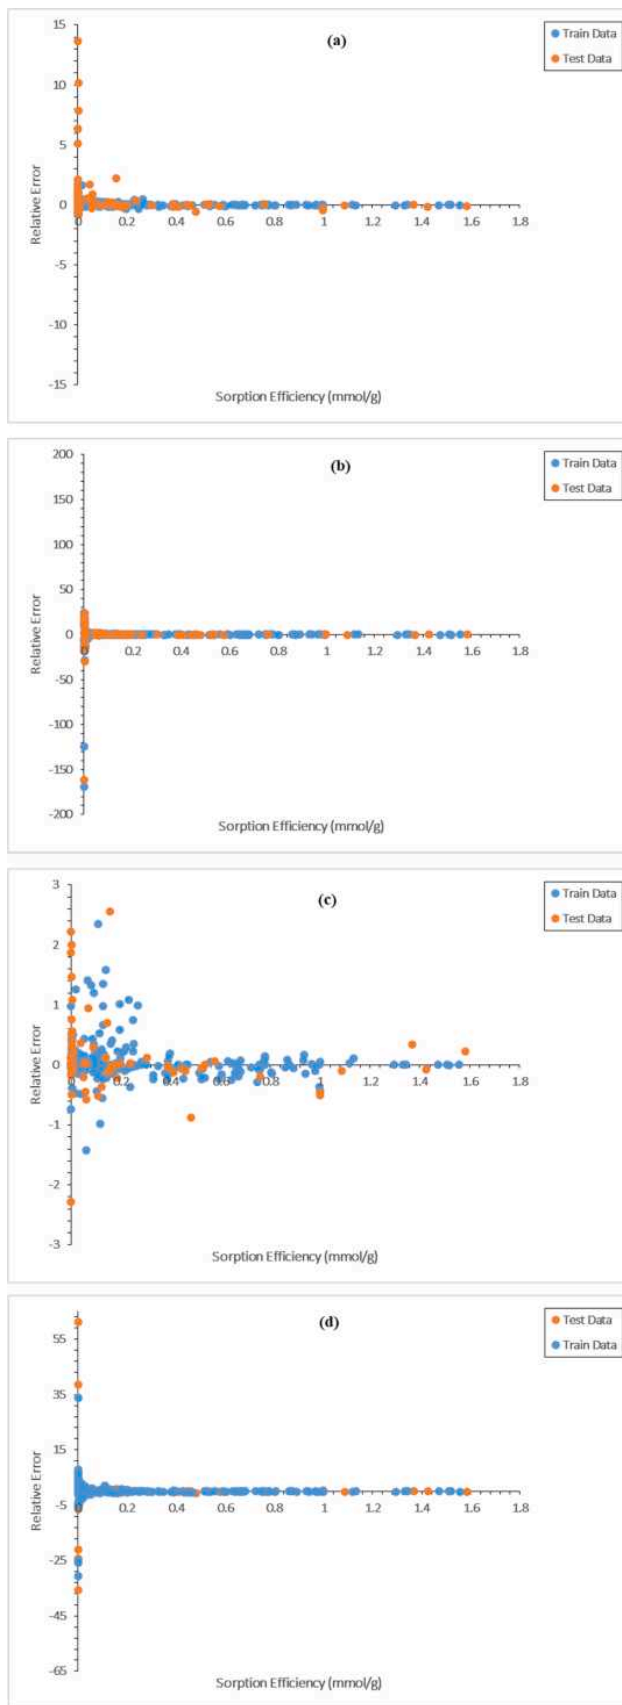 (a)
Train Data
Test Data
15
10
5
0
-5
-10
-15
0 0.2 0.4 0.6 0.8 1 1.2 1.4 1.6 1.8
Relative Error
Sorption Efficiency (mmol/g)
(b)
Train Data
Test Data
200
150
100
50
0
-50
-100
-150
-200
0 0.2 0.4 0.6 0.8 1 1.2 1.4 1.6 1.8
Relative Error
Sorption Efficiency (mmol/g)
(c)
Train Data
Test Data
3
2
1
0
-1
-2
-3
0 0.2 0.4 0.6 0.8 1 1.2 1.4 1.6 1.8
Relative Error
Sorption Efficiency (mmol/g)
(d)
Test Data
Train Data
55
35
15
-5
-25
-45
-65
0 0.2 0.4 0.6 0.8 1 1.2 1.4 1.6 1.8
Relative Error
Sorption Efficiency (mmol/g)